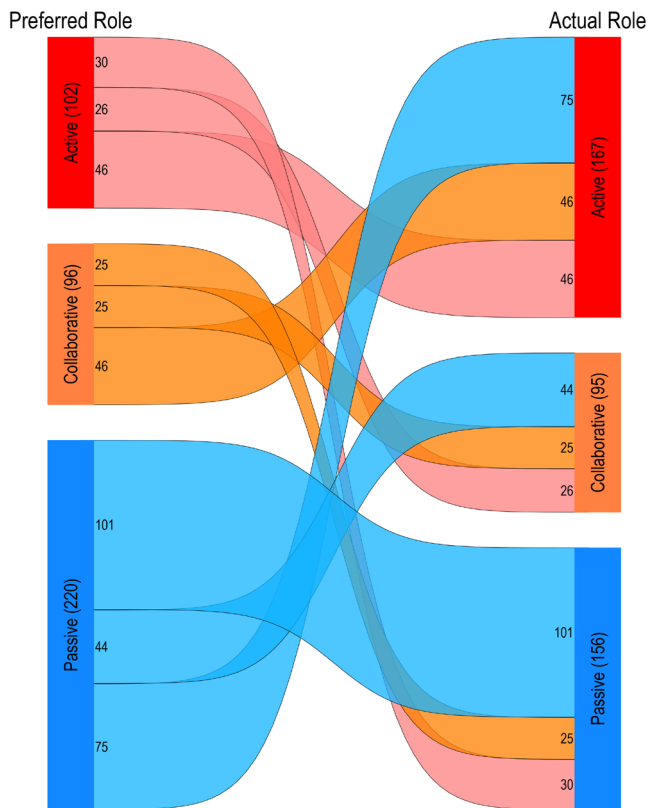 Preferred Role
Actual Role
Active (102)
30
26
46
Collaborative (96)
25
25
46
Passive (220)
101
44
75
Active (167)
75
46
46
Collaborative (95)
44
25
26
Passive (156)
101
25
30